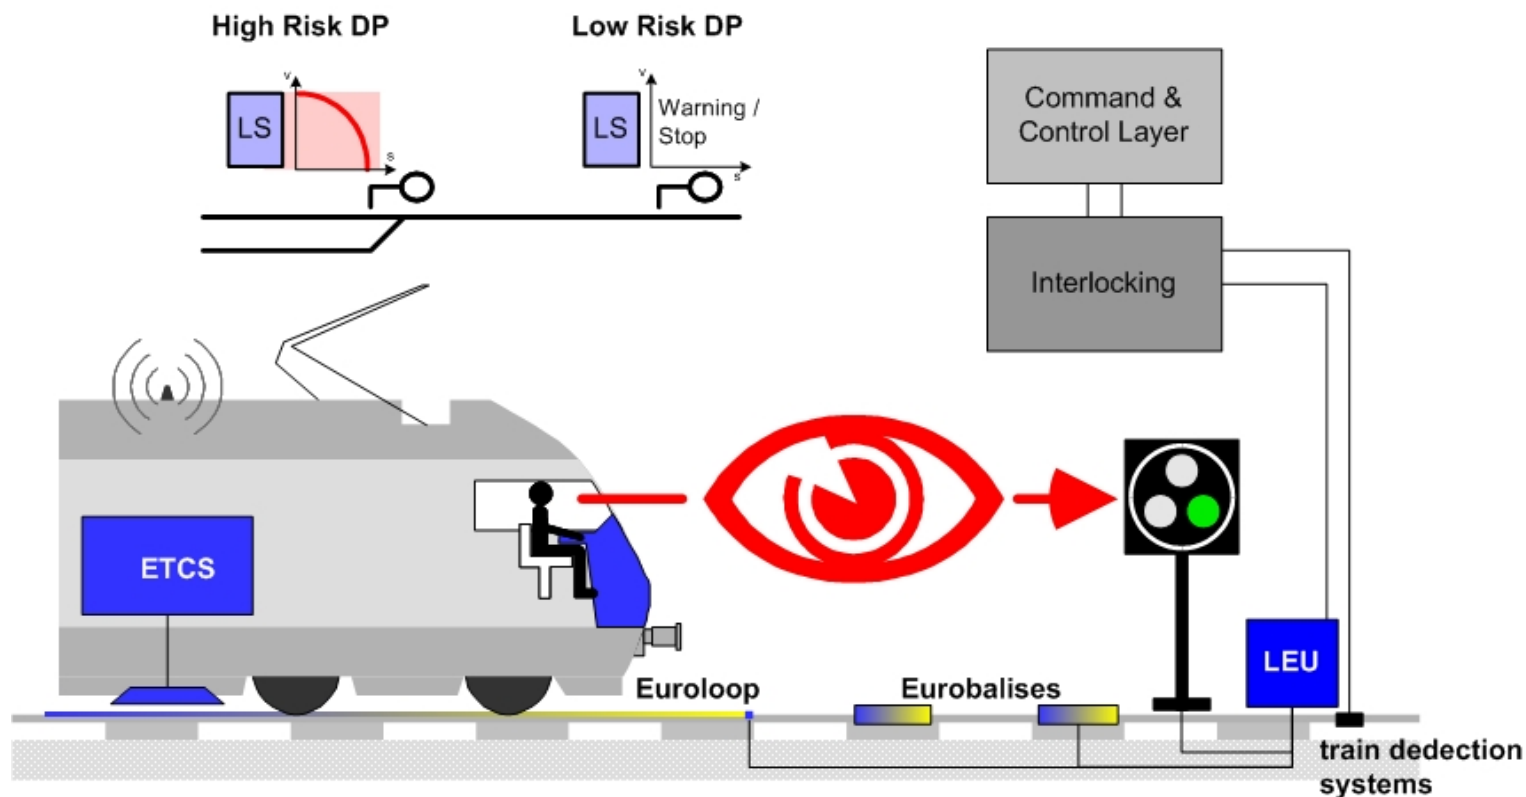 High Risk DP
Low Risk DP
v
LS
s
v
LS
Warning /
Stop
s
Command &
Control Layer
Interlocking
ETCS
Euroloop
Eurobalises
LEU
train dedection
systems